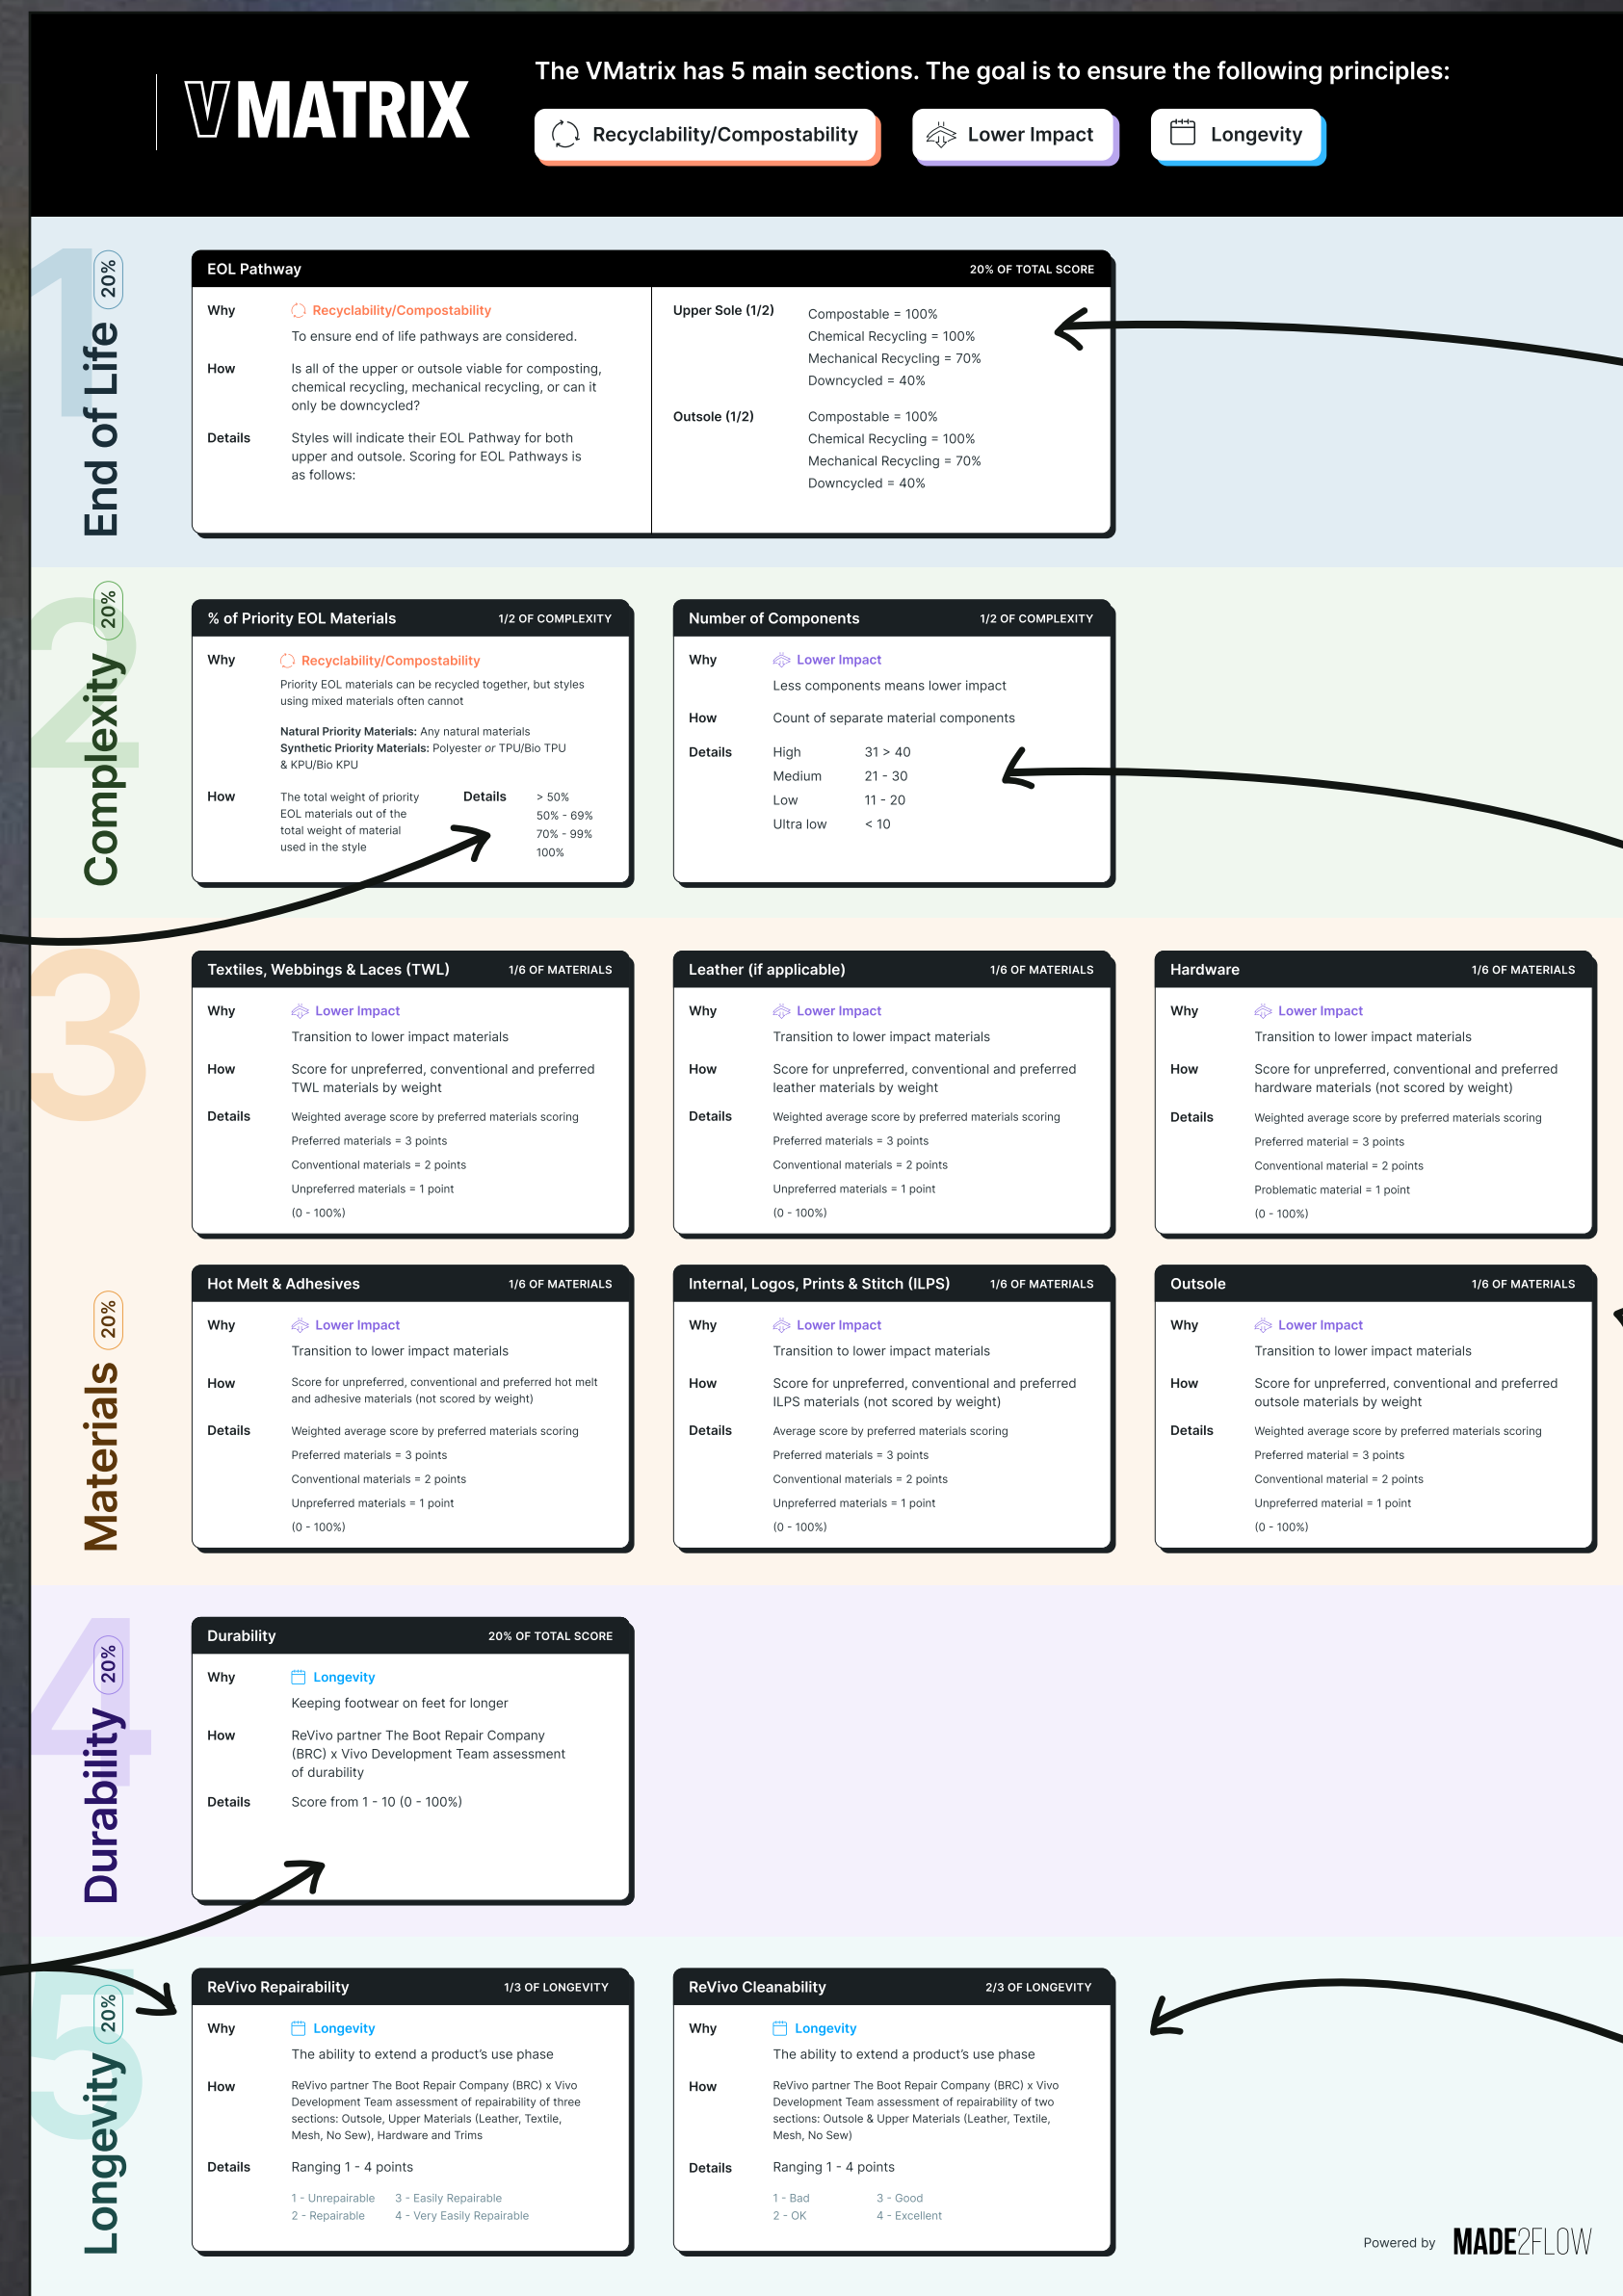 VMATRIX
The VMatrix has 5 main sections. The goal is to ensure the following principles:
Recyclability/Compostability
Lower Impact
Longevity
1
End of Life 20%
EOL Pathway
20% OF TOTAL SCORE
Why
Recyclability/Compostability
To ensure end of life pathways are considered.
How
Is all of the upper or outsole viable for composting,
chemical recycling, mechanical recycling, or can it
only be downcycled?
Details
Styles will indicate their EOL Pathway for both
upper and outsole. Scoring for EOL Pathways is
as follows:
Upper Sole (1/2)
Compostable = 100%
Chemical Recycling = 100%
Mechanical Recycling = 70%
Downcycled = 40%
Outsole (1/2)
Compostable = 100%
Chemical Recycling = 100%
Mechanical Recycling = 70%
Downcycled = 40%
2
Complexity 20%
% of Priority EOL Materials
1/2 OF COMPLEXITY
Why
Recyclability/Compostability
Priority EOL materials can be recycled together, but styles
using mixed materials often cannot
Natural Priority Materials: Any natural materials
Synthetic Priority Materials: Polyester or TPU/Bio TPU
& KPU/Bio KPU
How
The total weight of priority
EOL materials out of the
total weight of material
used in the style
Details
> 50%
50% - 69%
70% - 99%
100%
Number of Components
1/2 OF COMPLEXITY
Why
Lower Impact
Less components means lower impact
How
Count of separate material components
Details
High 31 > 40
Medium 21 - 30
Low 11 - 20
Ultra low < 10
3
Materials 20%
Textiles, Webbings & Laces (TWL)
1/6 OF MATERIALS
Why
Lower Impact
Transition to lower impact materials
How
Score for unpreferred, conventional and preferred
TWL materials by weight
Details
Weighted average score by preferred materials scoring
Preferred materials = 3 points
Conventional materials = 2 points
Unpreferred materials = 1 point
(0 - 100%)
Leather (if applicable)
1/6 OF MATERIALS
Why
Lower Impact
Transition to lower impact materials
How
Score for unpreferred, conventional and preferred
leather materials by weight
Details
Weighted average score by preferred materials scoring
Preferred materials = 3 points
Conventional materials = 2 points
Unpreferred materials = 1 point
(0 - 100%)
Hardware
1/6 OF MATERIALS
Why
Lower Impact
Transition to lower impact materials
How
Score for unpreferred, conventional and preferred
hardware materials (not scored by weight)
Details
Weighted average score by preferred materials scoring
Preferred material = 3 points
Conventional material = 2 points
Problematic material = 1 point
(0 - 100%)
Hot Melt & Adhesives
1/6 OF MATERIALS
Why
Lower Impact
Transition to lower impact materials
How
Score for unpreferred, conventional and preferred hot melt
and adhesive materials (not scored by weight)
Details
Weighted average score by preferred materials scoring
Preferred materials = 3 points
Conventional materials = 2 points
Unpreferred materials = 1 point
(0 - 100%)
Internal, Logos, Prints & Stitch (ILPS)
1/6 OF MATERIALS
Why
Lower Impact
Transition to lower impact materials
How
Score for unpreferred, conventional and preferred
ILPS materials (not scored by weight)
Details
Average score by preferred materials scoring
Preferred materials = 3 points
Conventional materials = 2 points
Unpreferred materials = 1 point
(0 - 100%)
Outsole
1/6 OF MATERIALS
Why
Lower Impact
Transition to lower impact materials
How
Score for unpreferred, conventional and preferred
outsole materials by weight
Details
Weighted average score by preferred materials scoring
Preferred material = 3 points
Conventional material = 2 points
Unpreferred material = 1 point
(0 - 100%)
4
Durability 20%
Durability
20% OF TOTAL SCORE
Why
Longevity
Keeping footwear on feet for longer
How
ReVivo partner The Boot Repair Company
(BRC) x Vivo Development Team assessment
of durability
Details
Score from 1 - 10 (0 - 100%)
5
Longevity 20%
ReVivo Repairability
1/3 OF LONGEVITY
Why
Longevity
The ability to extend a product's use phase
How
ReVivo partner The Boot Repair Company (BRC) x Vivo
Development Team assessment of repairability of three
sections: Outsole, Upper Materials (Leather, Textile,
Mesh, No Sew), Hardware and Trims
Details
Ranging 1 - 4 points
1 - Unrepairable 3 - Easily Repairable
2 - Repairable 4 - Very Easily Repairable
ReVivo Cleanability
2/3 OF LONGEVITY
Why
Longevity
The ability to extend a product's use phase
How
ReVivo partner The Boot Repair Company (BRC) x Vivo
Development Team assessment of repairability of two
sections: Outsole & Upper Materials (Leather, Textile,
Mesh, No Sew)
Details
Ranging 1 - 4 points
1 - Bad 3 - Good
2 - OK 4 - Excellent
Powered by MADE2FLOW